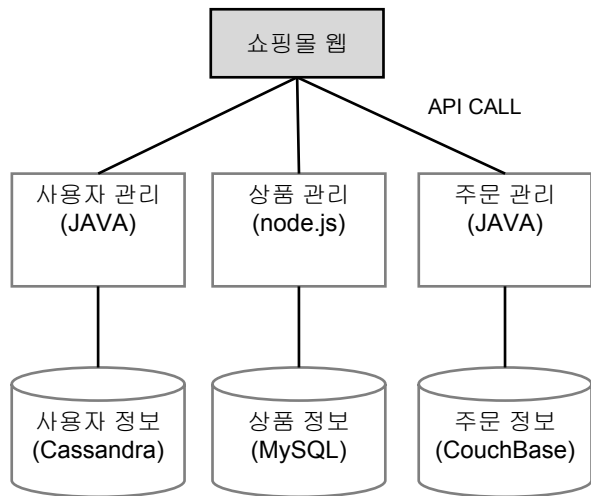 쇼핑몰 웹
API CALL
사용자 관리
(JAVA)
상품 관리
(node.js)
주문 관리
(JAVA)
사용자 정보
(Cassandra)
상품 정보
(MySQL)
주문 정보
(CouchBase)